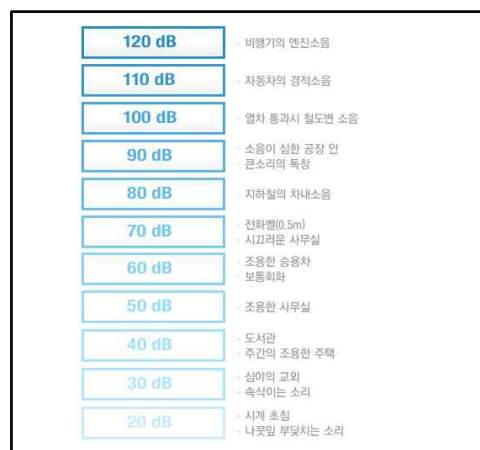 120 dB
· 비행기의 엔진소음
110 dB
· 자동차의 경적소음
100 dB
· 열차 통과시 철도변 소음
90 dB
· 소음이 심한 공장 안
· 큰소리의 독창
80 dB
· 지하철의 차내소음
70 dB
· 전화벨(0.5m)
· 시끄러운 사무실
60 dB
· 조용한 승용차
· 보통회화
50 dB
· 조용한 사무실
40 dB
· 도서관
· 주간의 조용한 주택
30 dB
· 심야의 교외
· 속삭이는 소리
20 dB
· 시계 초침
· 나뭇잎 부딪치는 소리